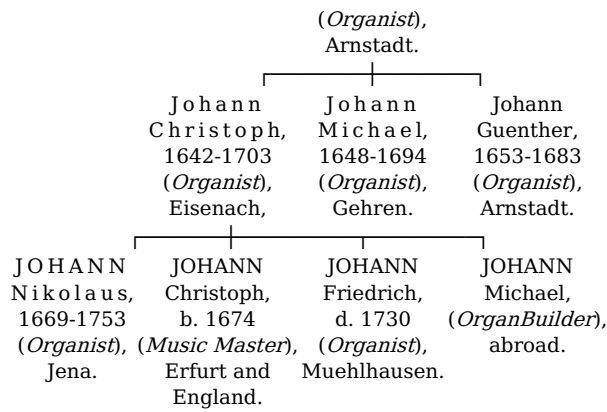 (Organist),
Arnstadt.
Johann Christoph, 1642-1703 (Organist), Eisenach,
Johann Michael, 1648-1694 (Organist), Gehren.
Johann Guenther, 1653-1683 (Organist), Arnstadt.
JOHANN Nikolaus, 1669-1753 (Organist), Jena.
JOHANN Christoph, b. 1674 (Music Master), Erfurt and England.
JOHANN Friedrich, d. 1730 (Organist), Muehlhausen.
JOHANN Michael, (OrganBuilder), abroad.